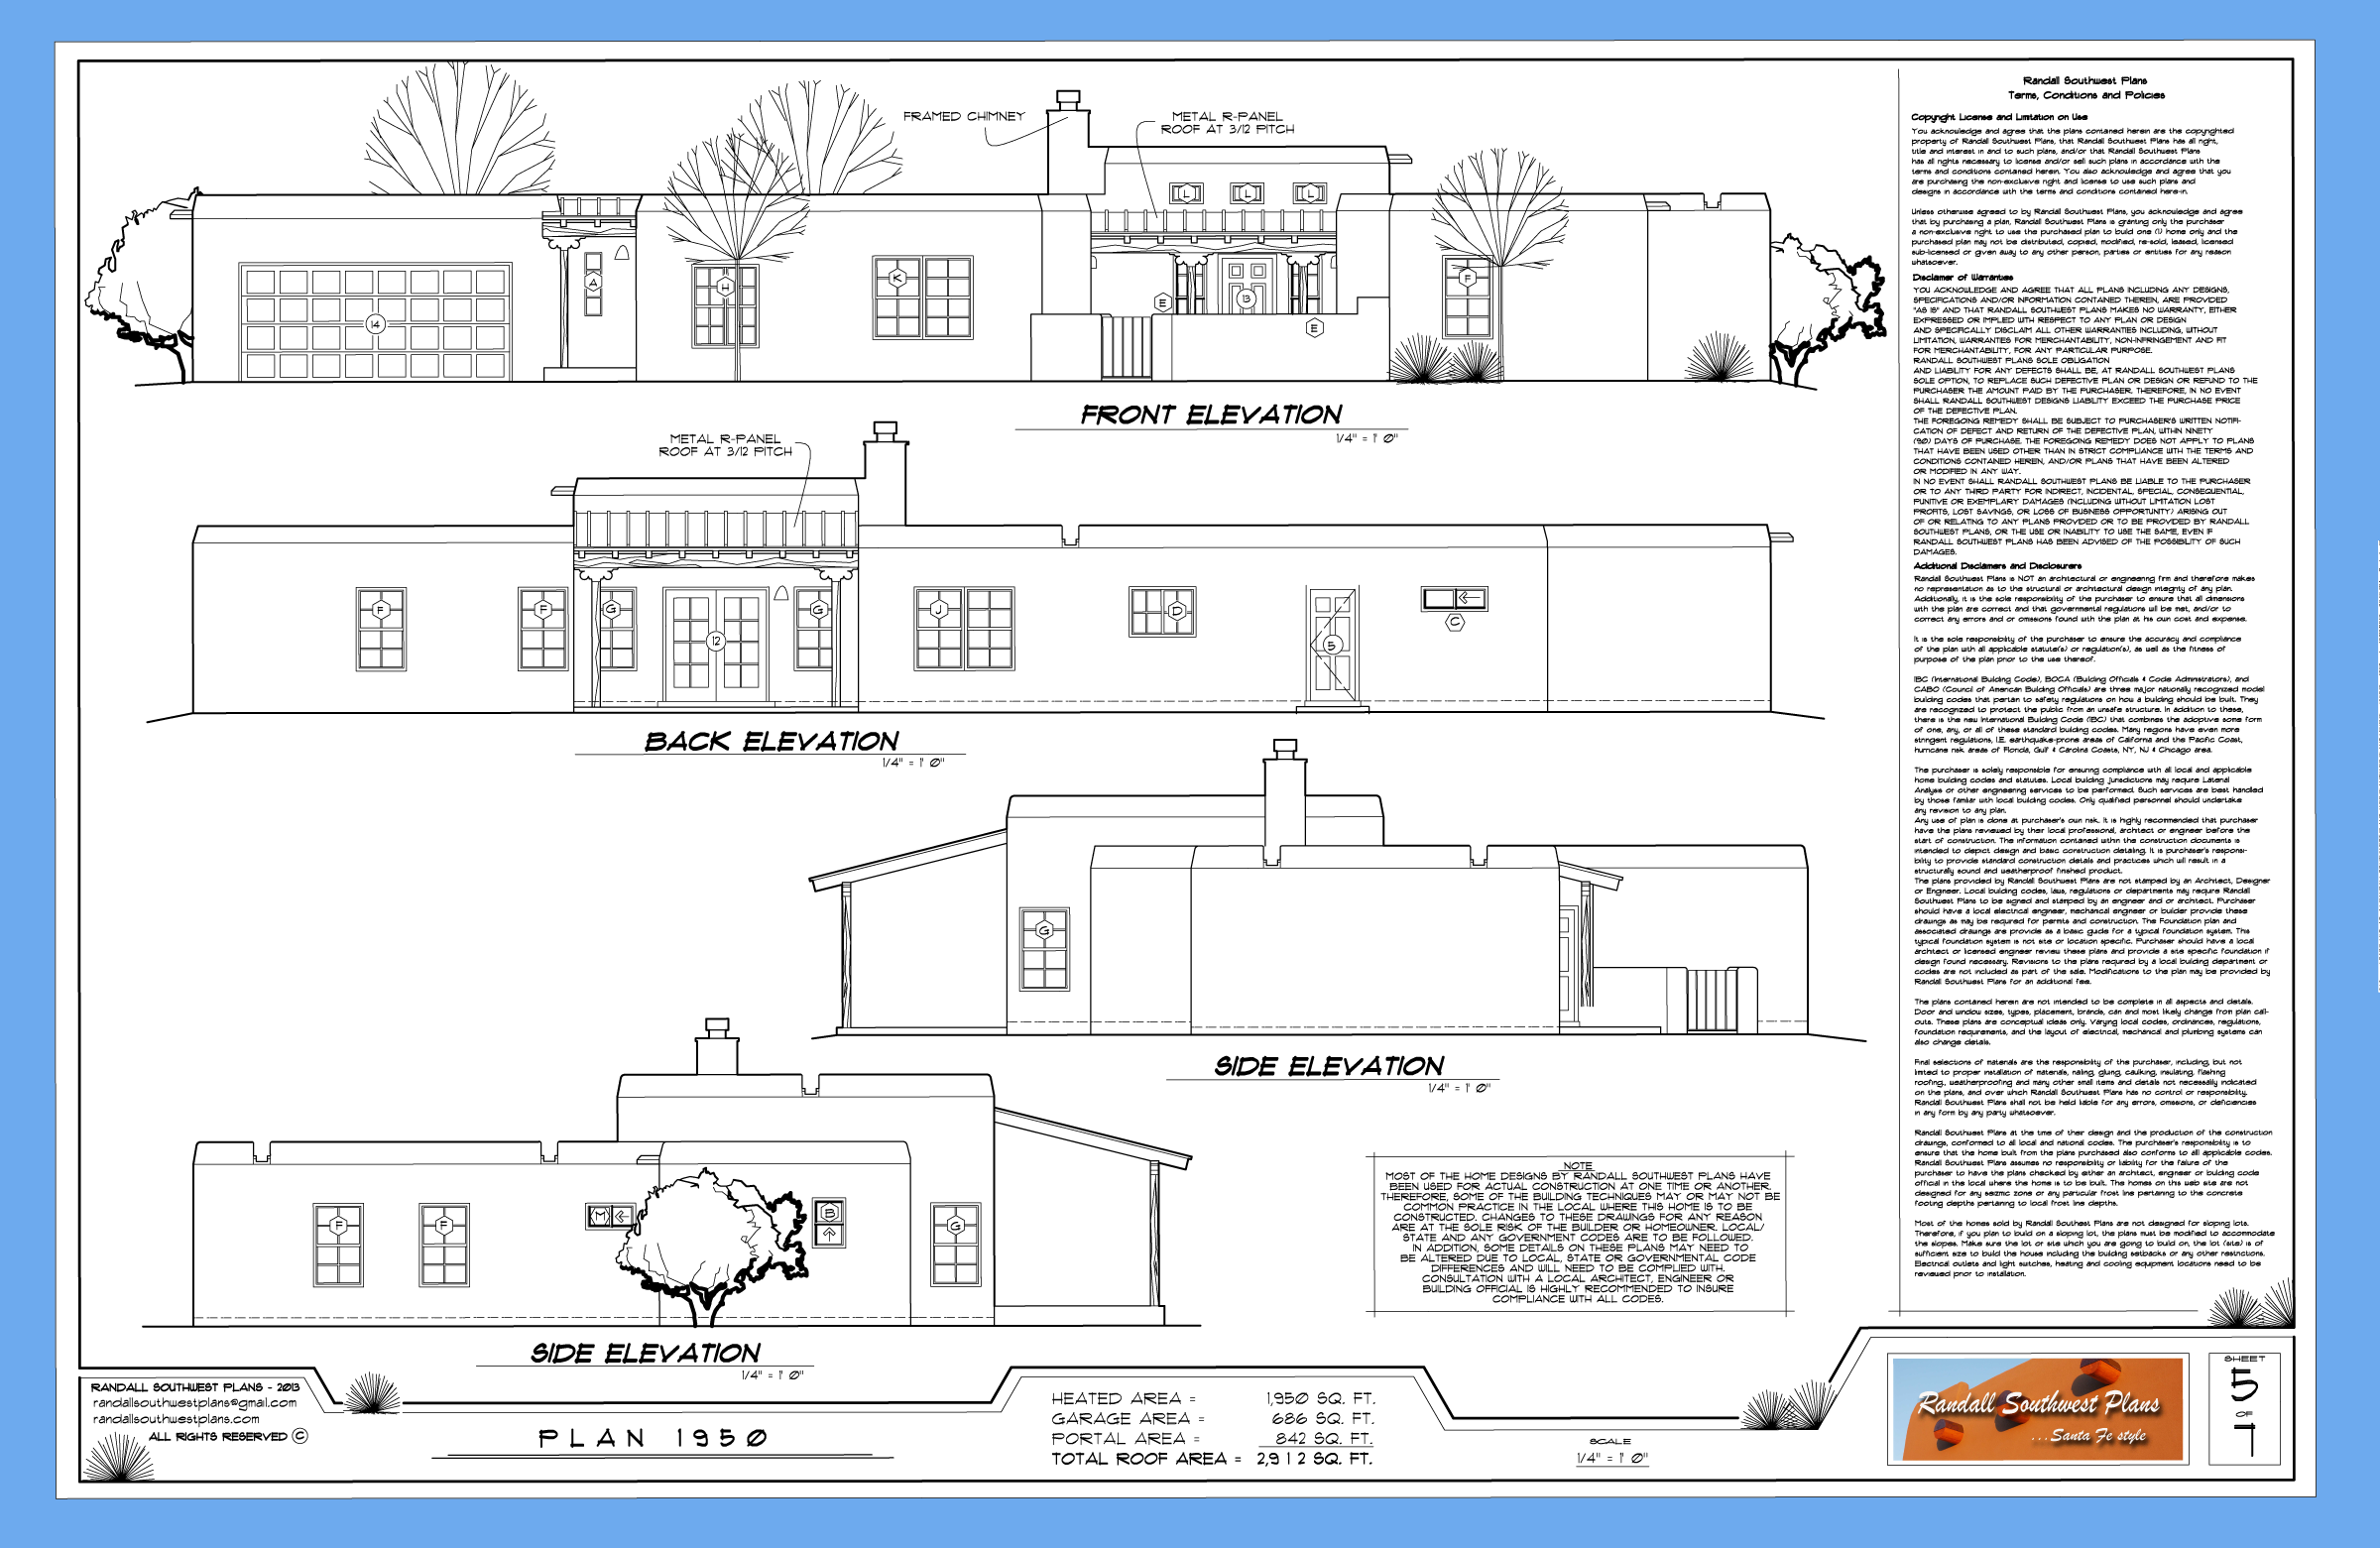 FRAMED CHIMNEY
METAL R-PANEL
ROOF AT 3/12 PITCH
L
L
L
A
H
K
E
13
F
14
E
FRONT ELEVATION
1/4" = 1' 0"
METAL R-PANEL
ROOF AT 3/12 PITCH
F
F
G
G
J
D
C
12
5
BACK ELEVATION
1/4" = 1' 0"
G
SIDE ELEVATION
1/4" = 1' 0"
F
F
M
B
G
SIDE ELEVATION
1/4" = 1' 0"
NOTE
MOST OF THE HOME DESIGNS BY RANDALL SOUTHWEST PLANS HAVE
BEEN USED FOR ACTUAL CONSTRUCTION AT ONE TIME OR ANOTHER.
THEREFORE, SOME OF THE BUILDING TECHNIQUES MAY OR MAY NOT BE
COMMON PRACTICE IN THE LOCAL WHERE THIS HOME IS TO BE
CONSTRUCTED. CHANGES TO THESE DRAWINGS FOR ANY REASON
ARE AT THE SOLE RISK OF THE BUILDER OR HOMEOWNER. LOCAL/
STATE AND ANY GOVERNMENT CODES ARE TO BE FOLLOWED.
IN ADDITION, SOME DETAILS ON THESE PLANS MAY NEED TO
BE ALTERED DUE TO LOCAL, STATE OR GOVERNMENTAL CODE
DIFFERENCES AND WILL NEED TO BE COMPLIED WITH.
CONSULTATION WITH A LOCAL ARCHITECT, ENGINEER OR
BUILDING OFFICIAL IS HIGHLY RECOMMENDED TO INSURE
COMPLIANCE WITH ALL CODES.
Randall Southwest Plans
Terms, Conditions and Policies
Copyright License and Limitation on Use
You acknowledge and agree that the plans contained herein are the copyrighted
property of Randall Southwest Plans, that Randall Southwest Plans has all right,
title and interest in and to such plans, and/or that Randall Southwest Plans
has all rights necessary to license and/or sell such plans in accordance with the
terms and conditions contained herein. You also acknowledge and agree that you
are purchasing the non-exclusive right and license to use such plans and
designs in accordance with the terms and conditions contained here-in.
Unless otherwise agreed to by Randall Southwest Plans, you acknowledge and agree
that by purchasing a plan, Randall Southwest Plans is granting only the purchaser
a non-exclusive right to use the purchased plan to build one (1) home only and the
purchased plan may not be distributed, copied, modified, re-sold, leased, licensed
sub-licensed or given away to any other person, parties or entities for any reason
whatsoever.
Disclaimer of Warranties
YOU ACKNOWLEDGE AND AGREE THAT ALL PLANS INCLUDING ANY DESIGNS,
SPECIFICATIONS AND/OR INFORMATION CONTAINED THEREIN, ARE PROVIDED
"AS IS" AND THAT RANDALL SOUTHWEST PLANS MAKES NO WARRANTY, EITHER
EXPRESSED OR IMPLIED WITH RESPECT TO ANY PLAN OR DESIGN
AND SPECIFICALLY DISCLAIM ALL OTHER WARRANTIES INCLUDING, WITHOUT
LIMITATION, WARRANTIES FOR MERCHANTABILITY, NON-INFRINGEMENT AND FIT
FOR MERCHANTABILITY, FOR ANY PARTICULAR PURPOSE.
RANDALL SOUTHWEST PLANS SOLE OBLIGATION
AND LIABILITY FOR ANY DEFECTS SHALL BE, AT RANDALL SOUTHWEST PLANS
SOLE OPTION, TO REPLACE SUCH DEFECTIVE PLAN OR DESIGN OR REFUND TO THE
PURCHASER THE AMOUNT PAID BY THE PURCHASER. THEREFORE, IN NO EVENT
SHALL RANDALL SOUTHWEST DESIGNS LIABILITY EXCEED THE PURCHASE PRICE
OF THE DEFECTIVE PLAN.
THE FOREGOING REMEDY SHALL BE SUBJECT TO PURCHASER'S WRITTEN NOTIFI-
CATION OF DEFECT AND RETURN OF THE DEFECTIVE PLAN, WITHIN NINETY
(90) DAYS OF PURCHASE. THE FOREGOING REMEDY DOES NOT APPLY TO PLANS
THAT HAVE BEEN USED OTHER THAN IN STRICT COMPLIANCE WITH THE TERMS AND
CONDITIONS CONTAINED HEREIN, AND/OR PLANS THAT HAVE BEEN ALTERED
OR MODIFIED IN ANY WAY.
IN NO EVENT SHALL RANDALL SOUTHWEST PLANS BE LIABLE TO THE PURCHASER
OR TO ANY THIRD PARTY FOR INDIRECT, INCIDENTAL, SPECIAL, CONSEQUENTIAL,
PUNITIVE OR EXEMPLARY DAMAGES (INCLUDING WITHOUT LIMITATION LOST
PROFITS, LOST SAVINGS, OR LOSS OF BUSINESS OPPORTUNITY) ARISING OUT
OF OR RELATING TO ANY PLANS PROVIDED OR TO BE PROVIDED BY RANDALL
SOUTHWEST PLANS, OR THE USE OR INABILITY TO USE THE SAME, EVEN IF
RANDALL SOUTHWEST PLANS HAS BEEN ADVISED OF THE POSSIBILITY OF SUCH
DAMAGES.
Additional Disclaimers and Disclosurers
Randall Southwest Plans is NOT an architectural or engineering firm and therefore makes
no representation as to the structural or architectural design integrity of any plan.
Additionally, it is the sole responsibility of the purchaser to ensure that all dimensions
with the plan are correct and that governmental regulations will be met, and/or to
correct any errors and or omissions found with the plan at his own cost and expense.
It is the sole responsibility of the purchaser to ensure the accuracy and compliance
of the plan with all applicable statute(s) or regulation(s), as well as the fitness of
purpose of the plan prior to the use thereof.
IBC (International Building Code), BOCA (Building Officials & Code Administrators), and
CABO (Council of American Building Officials) are three major nationally recognized model
building codes that pertain to safety regulations on how a building should be built. They
are recognized to protect the public from an unsafe structure. In addition to these,
there is the new International Building Code (IBC) that combines the adoptive some form
of one, any, or all of these standard building codes. Many regions have even more
stringent regulations, I.E. earthquake-prone areas of California and the Pacific Coast,
hurricane risk areas of Florida, Gulf & Carolina Coasts, NY, NJ & Chicago area.
The purchaser is solely responsible for ensuring compliance with all local and applicable
home building codes and statutes. Local building jurisdictions may require Lateral
Analysis or other engineering services to be performed. Such services are best handled
by those familiar with local building codes. Only qualified personnel should undertake
any revision to any plan.
Any use of plan is done at purchaser's own risk. It is highly recommended that purchaser
have the plans reviewed by their local professional, architect or engineer before the
start of construction. The information contained within the construction documents is
intended to depict design and basic construction detailing. It is purchaser's responsi-
bility to provide standard construction details and practices which will result in a
structurally sound and weatherproof finished product.
The plans provided by Randall Southwest Plans are not stamped by an Architect, Designer
or Engineer. Local building codes, laws, regulations or departments may require Randall
Southwest Plans to be signed and stamped by an engineer and or architect. Purchaser
should have a local electrical engineer, mechanical engineer or builder provide these
drawings as may be required for permits and construction. The Foundation plan and
associated drawings are provide as a basic guide for a typical foundation system. This
typical foundation system is not site or location specific. Purchaser should have a local
architect or licensed engineer review these plans and provide a site specific foundation if
design found necessary. Revisions to the plans required by a local building department or
codes are not included as part of the sale. Modifications to the plan may be provided by
Randall Southwest Plans for an additional fee.
The plans contained herein are not intended to be complete in all aspects and details.
Door and window sizes, types, placement, brands, can and most likely change from plan call-
outs. These plans are conceptual ideas only. Varying local codes, ordinances, regulations,
foundation requirements, and the layout of electrical, mechanical and plumbing systems can
also change details.
Final selections of materials are the responsibility of the purchaser, including, but not
limited to proper installation of materials, nailing, gluing, caulking, insulating, flashing
roofing., weatherproofing and many other small items and details not necessarily indicated
on the plans, and over which Randall Southwest Plans has no control or responsibility.
Randall Southwest Plans shall not be held liable for any errors, omissions, or deficiencies
in any form by any party whatsoever.
Randall Southwest Plans at the time of their design and the production of the construction
drawings, conformed to all local and national codes. The purchaser's responsibility is to
ensure that the home built from the plans purchased also conforms to all applicable codes.
Randall Southwest Plans assumes no responsibility or liability for the failure of the
purchaser to have the plans checked by either an architect, engineer or building code
official in the local where the home is to be built. The homes on this web site are not
designed for any seizmic zone or any particular frost line pertaining to the concrete
footing depths pertaining to local frost line depths.
Most of the homes sold by Randall Southest Plans are not designed for sloping lots.
Therefore, if you plan to build on a sloping lot, the plans must be modified to accommodate
the slopes. Make sure the lot or site which you are going to build on, the lot (site) is of
sufficient size to build the house including the building setbacks or any other restrictions.
Electrical outlets and light switches, heating and cooling equipment locations need to be
reviewed prior to installation.
RANDALL SOUTHWEST PLANS - 2013
randallsouthwestplans@gmail.com
randallsouthwestplans.com
ALL RIGHTS RESERVED ©
PLAN 1950
HEATED AREA = 1,950 SQ. FT.
GARAGE AREA = 686 SQ. FT.
PORTAL AREA = 842 SQ. FT.
TOTAL ROOF AREA = 2,912 SQ. FT.
SCALE
1/4" = 1' 0"
Randall Southwest Plans
...Santa Fe style
SHEET
5
OF
7